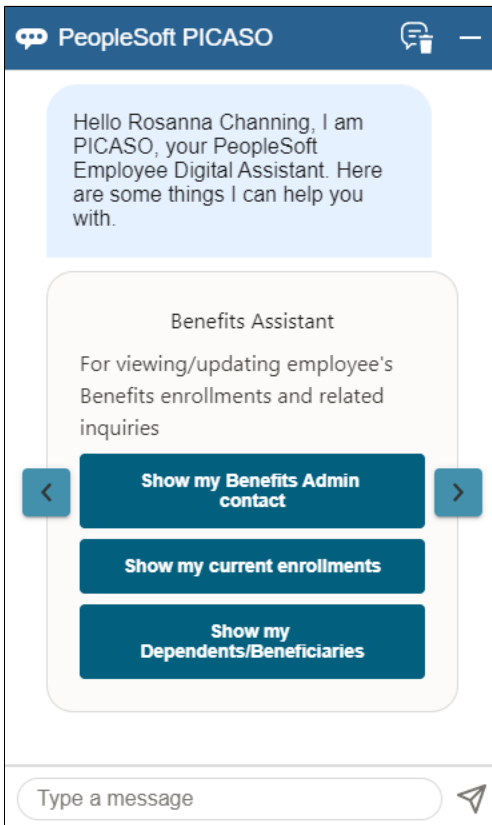 PeopleSoft PICASO
Hello Rosanna Channing, I am
PICASO, your PeopleSoft
Employee Digital Assistant. Here
are some things I can help you
with.
Benefits Assistant
For viewing/updating employee's
Benefits enrollments and related
inquiries
Show my Benefits Admin
contact
Show my current enrollments
Show my
Dependents/Beneficiaries
Type a message